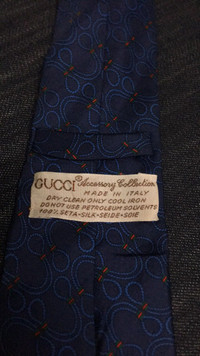 GUCCI Accessory Collection
MADE IN ITALY
DRY CLEAN ONLY COOL IRON
DO NOT USE PETROLEUM SOLVENTS
100% SETA-SILK-SEIDE-SOIE